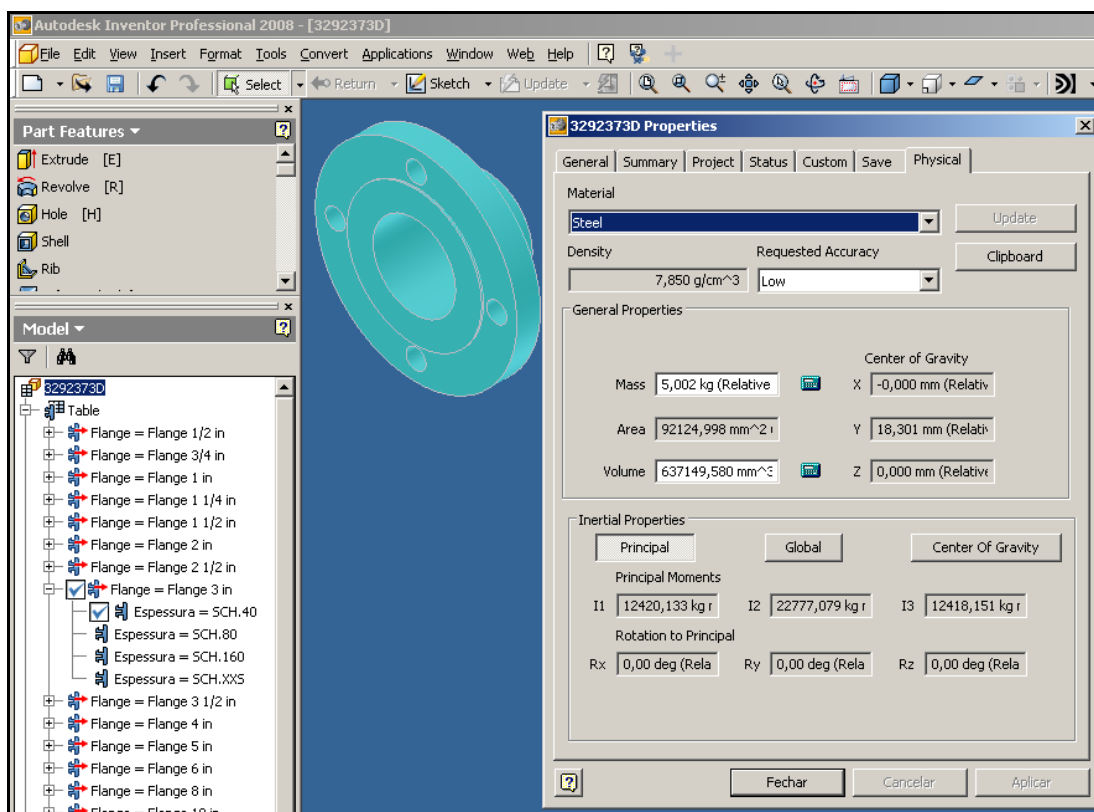 Autodesk Inventor Professional 2008 - [3292373D]
File Edit View Insert Format Tools Convert Applications Window Web Help
Select Return Sketch Update
Part Features
Extrude [E]
Revolve [R]
Hole [H]
Shell
Rib
Model
3292373D
Table
Flange = Flange 1/2 in
Flange = Flange 3/4 in
Flange = Flange 1 in
Flange = Flange 1 1/4 in
Flange = Flange 1 1/2 in
Flange = Flange 2 in
Flange = Flange 2 1/2 in
Flange = Flange 3 in
Espessura = SCH.40
Espessura = SCH.80
Espessura = SCH.160
Espessura = SCH.XXS
Flange = Flange 3 1/2 in
Flange = Flange 4 in
Flange = Flange 5 in
Flange = Flange 6 in
Flange = Flange 8 in
3292373D Properties
General Summary Project Status Custom Save Physical
Material
Steel Update
Density Requested Accuracy Clipboard
7,850 g/cm^3 Low
General Properties
Center of Gravity
Mass 5,002 kg (Relative X -0,000 mm (Relativ
Area 92124,998 mm^2 Y 18,301 mm (Relati
Volume 637149,580 mm^3 Z 0,000 mm (Relative
Inertial Properties
Principal Global Center Of Gravity
Principal Moments
I1 12420,133 kg I2 22777,079 kg I3 12418,151 kg
Rotation to Principal
Rx 0,00 deg (Rela Ry 0,00 deg (Rela Rz 0,00 deg (Rela
Fechar Cancelar Aplicar